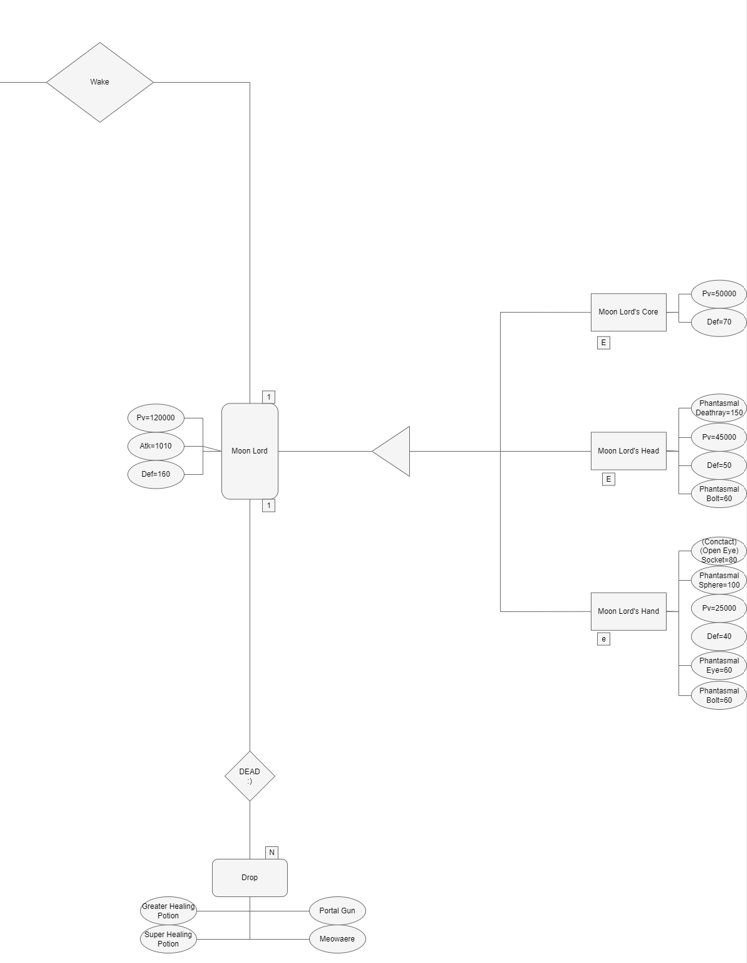 Wake
Pv=50000
Moon Lord's Core
Def=70
E
1
Phantasmal
Deathray=150
Pv=120000
Pv=45000
Atk=1010
Moon Lord
Moon Lord's Head
Def=50
Def=160
E
Phantasmal
Bolt=60
1
(Conctact)
(Open Eye)
Socket=80
Phantasmal
Sphere=100
Pv=25000
Moon Lord's Hand
Def=40
e
Phantasmal
Eye=60
Phantasmal
Bolt=60
DEAD
:)
N
Drop
Greater Healing
Potion
Portal Gun
Super Healing
Potion
Meowaere